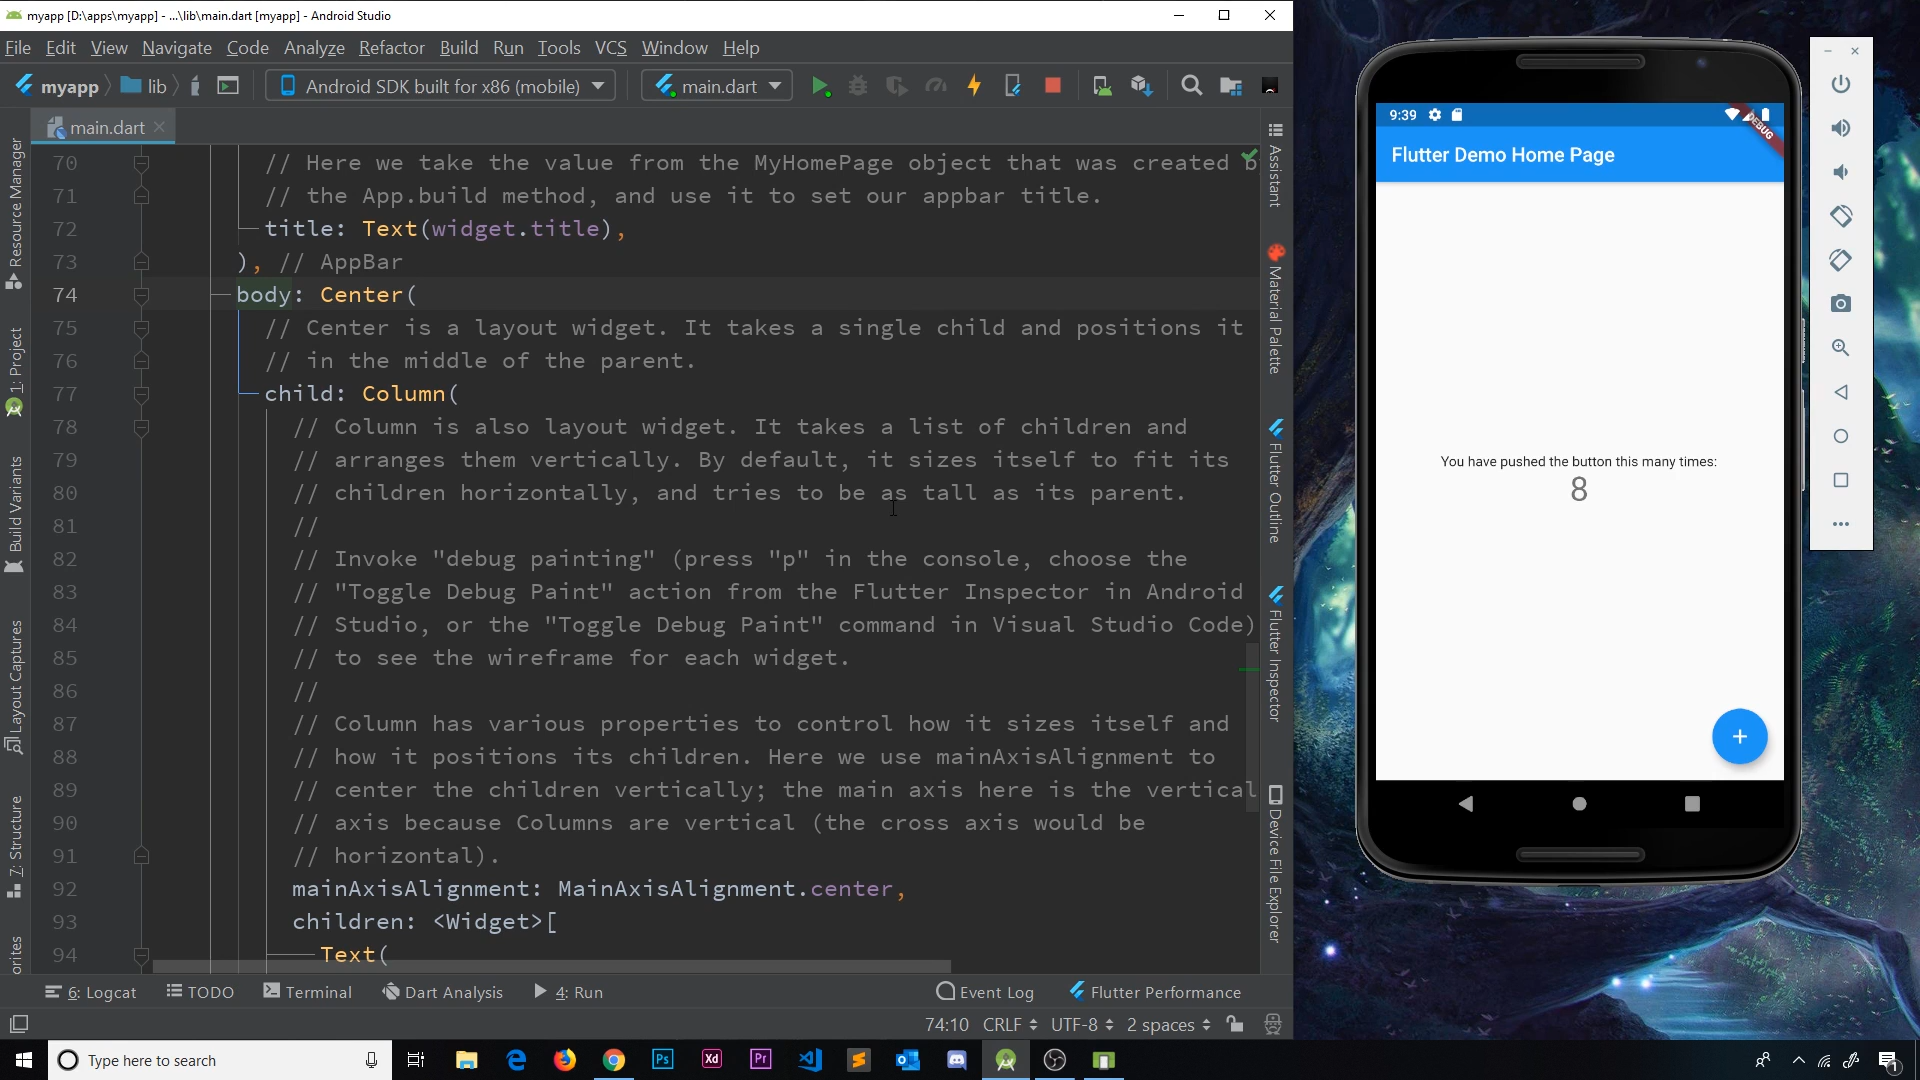 myapp [D:\apps\myapp] - ...\lib\main.dart [myapp] - Android Studio
File Edit View Navigate Code Analyze Refactor Build Run Tools VCS Window Help
myapp lib Android SDK built for x86 (mobile) main.dart
main.dart
70 // Here we take the value from the MyHomePage object that was created b
71 // the App.build method, and use it to set our appbar title.
72 title: Text(widget.title),
73 ), // AppBar
74 body: Center(
75 // Center is a layout widget. It takes a single child and positions it
76 // in the middle of the parent.
77 child: Column(
78 // Column is also layout widget. It takes a list of children and
79 // arranges them vertically. By default, it sizes itself to fit its
80 // children horizontally, and tries to be as tall as its parent.
81 //
82 // Invoke "debug painting" (press "p" in the console, choose the
83 // "Toggle Debug Paint" action from the Flutter Inspector in Android
84 // Studio, or the "Toggle Debug Paint" command in Visual Studio Code)
85 // to see the wireframe for each widget.
86 //
87 // Column has various properties to control how it sizes itself and
88 // how it positions its children. Here we use mainAxisAlignment to
89 // center the children vertically; the main axis here is the vertical
90 // axis because Columns are vertical (the cross axis would be
91 // horizontal).
92 mainAxisAlignment: MainAxisAlignment.center,
93 children: <Widget>[
94 Text(
Resource Manager
1: Project
Build Variants
Layout Captures
7: Structure
orites
Assistant
Material Palette
Flutter Outline
Flutter Inspector
Device File Explorer
6: Logcat TODO Terminal Dart Analysis 4: Run Event Log Flutter Performance
74:10 CRLF UTF-8 2 spaces
9:39
DEBUG
Flutter Demo Home Page
You have pushed the button this many times:
8
+
Type here to search
Ps Xd Pr
1